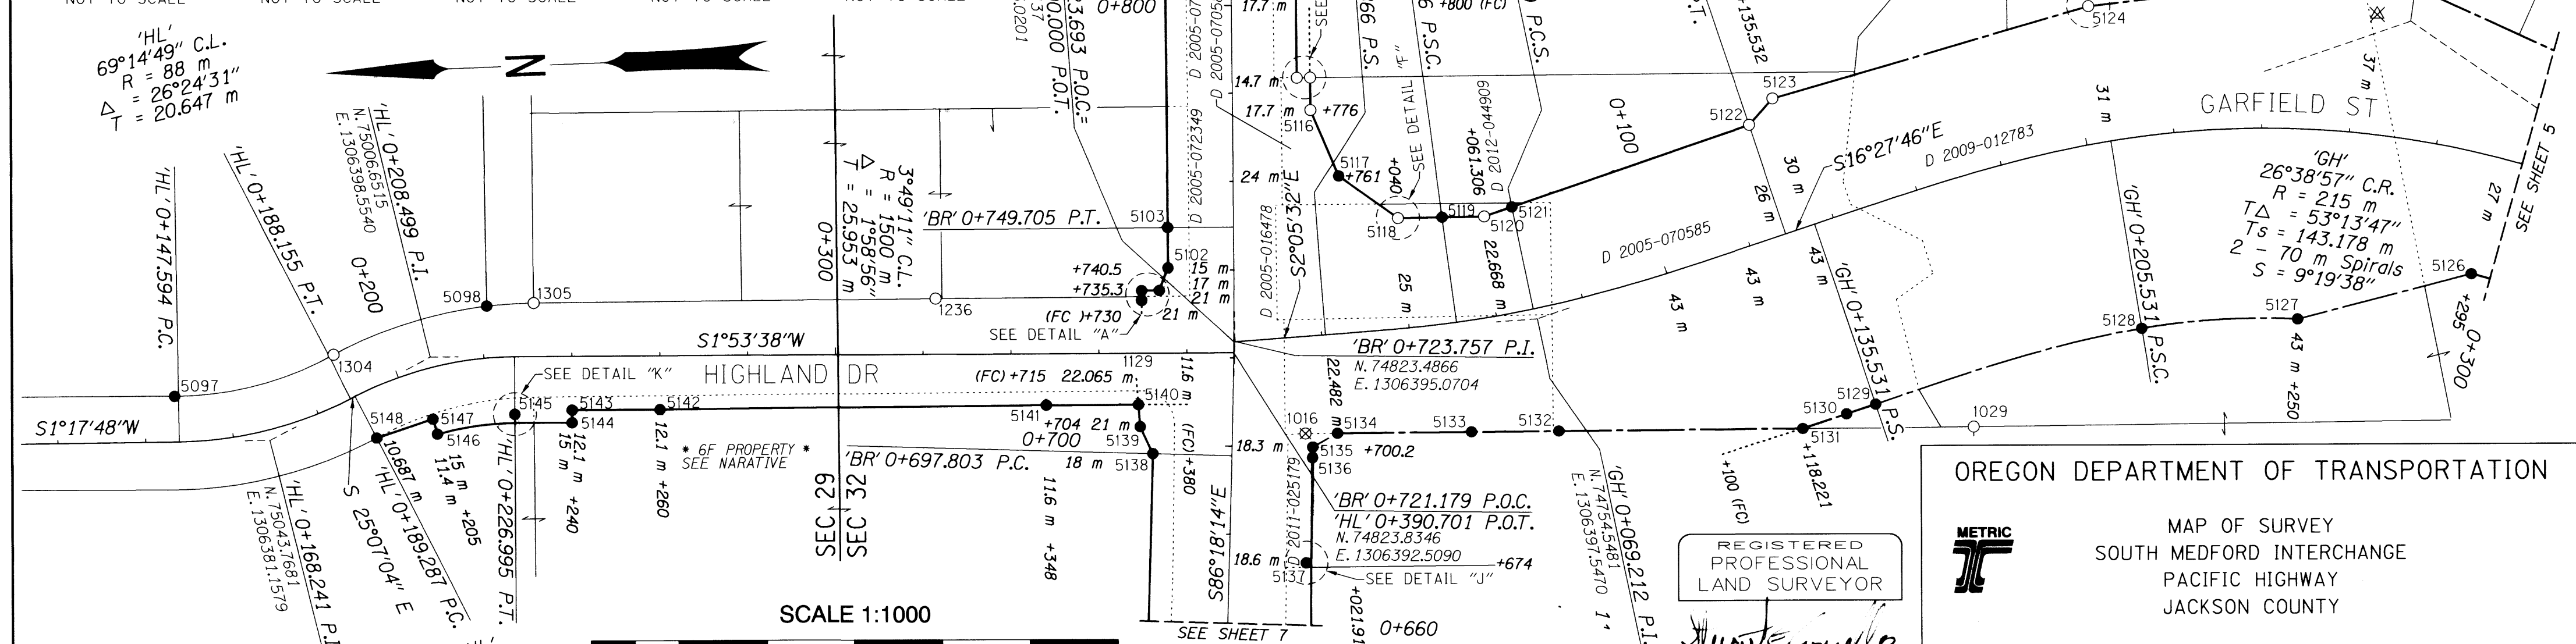 'HL'
69°14'49" C.L.
R = 88 m
Δ = 26°24'31"
T = 20.647 m
N
'HL' 0+147.594 P.C.
'HL' 0+188.155 P.T.
'HL' 0+208.499 P.I.
N. 75006.6515
E. 1306398.5540
0+200
5097
1304
5098
1305
S1°17'48"W
S1°53'38"W
HIGHLAND DR
SEE DETAIL "K"
5148
5147
5146
5145
5143
5144
5142
10.687 m
15 m
11.4 m +205
'HL' 0+168.241 P.I.
N. 75043.7681
E. 1306381.1579
S 25°07'04" E
'HL' 0+189.287 P.C.
'HL' 0+226.995 P.T.
12.1 m
15 m +240
12.1 m +260
* 6F PROPERTY *
SEE NARATIVE
SEC 29
SEC 32
0+300
3°49'11" C.L.
R = 1500 m
Δ = 1°58'56"
T = 25.953 m
'BR' 0+749.705 P.T.
5103
5102
1236
+740.5
+735.3
(FC )+730
15 m
17 m
21 m
21 m
SEE DETAIL "A"
1129
11.6 m
(FC) +715 22.065 m
5140
5141
+704 21 m
0+700
5139
'BR' 0+697.803 P.C. 18 m
5138
(FC) +380
11.6 m +348
S86°18'14"E
SCALE 1:1000
SEE SHEET 7
0+800
D 2005-072349
17.7 m
14.7 m
17.7 m
+776
5116
5117
+761
24 m
S2°50'32"E
D 2005-016478
+800 (FC)
SEE DETAIL "F"
+040
5118
5119
5120
5121
+061.306
D 2012-044909
22.668 m
25 m
0+100
5122
5123
5124
+135.532
30 m
26 m
S16°27'46"E
D 2009-012783
D 2005-070585
43 m
43 m
43 m
31 m
37 m
27 m
GARFIELD ST
'GH'
26°38'57" C.R.
R = 215 m
TΔ = 53°13'47"
Ts = 143.178 m
2 - 70 m Spirals
S = 9°19'38"
SEE SHEET 5
5126
5127
5128
+295
0+300
43 m +250
'GH' 0+205.531 P.S.C.
'GH' 0+135.531 P.S.
5129
5130
5131
1029
+118.221
+100 (FC)
'BR' 0+723.757 P.I.
N. 74823.4866
E. 1306395.0704
22.482 m
1016
5134
5133
5132
18.3 m
5135 +700.2
5136
D 2011-025179
'BR' 0+721.179 P.O.C.
'HL' 0+390.701 P.O.T.
N.74823.8346
E. 1306392.5090
18.6 m
+674
5137
SEE DETAIL "J"
0+660
'GH' 0+069.212 P.I.
N. 74754.5481
E. 1306397.5470
REGISTERED
PROFESSIONAL
LAND SURVEYOR
OREGON DEPARTMENT OF TRANSPORTATION
METRIC
MAP OF SURVEY
SOUTH MEDFORD INTERCHANGE
PACIFIC HIGHWAY
JACKSON COUNTY